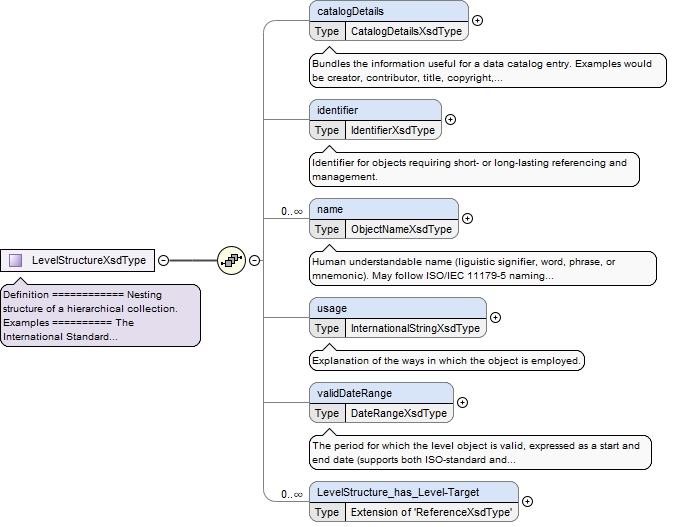 catalogDetails
Type CatalogDetailsXsdType
Bundles the information useful for a data catalog entry. Examples would
be creator, contributor, title, copyright,...
identifier
Type IdentifierXsdType
Identifier for objects requiring short- or long-lasting referencing and
management.
0..∞
name
Type ObjectNameXsdType
Human understandable name (liguistic signifier, word, phrase, or
mnemonic). May follow ISO/IEC 11179-5 naming...
LevelStructureXsdType
Definition ============ Nesting
structure of a hierarchical collection.
Examples ========== The
International Standard...
usage
Type InternationalStringXsdType
Explanation of the ways in which the object is employed.
validDateRange
Type DateRangeXsdType
The period for which the level object is valid, expressed as a start and
end date (supports both ISO-standard and...
0..∞
LevelStructure_has_Level-Target
Type Extension of 'ReferenceXsdType'